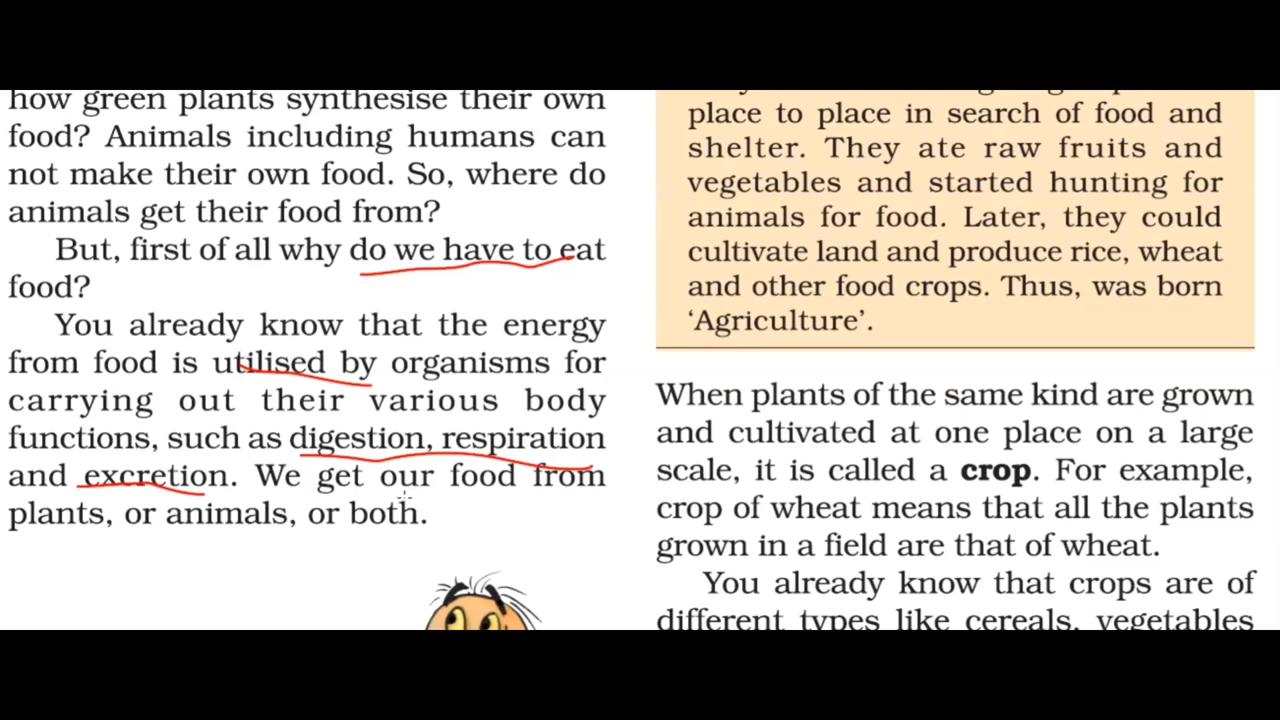 how green plants synthesise their own
food? Animals including humans can
not make their own food. So, where do
animals get their food from?
But, first of all why do we have to eat
food?
You already know that the energy
from food is utilised by organisms for
carrying out their various body
functions, such as digestion, respiration
and excretion. We get our food from
plants, or animals, or both.
place to place in search of food and
shelter. They ate raw fruits and
vegetables and started hunting for
animals for food. Later, they could
cultivate land and produce rice, wheat
and other food crops. Thus, was born
‘Agriculture’.
When plants of the same kind are grown
and cultivated at one place on a large
scale, it is called a crop. For example,
crop of wheat means that all the plants
grown in a field are that of wheat.
You already know that crops are of
different types like cereals, vegetables